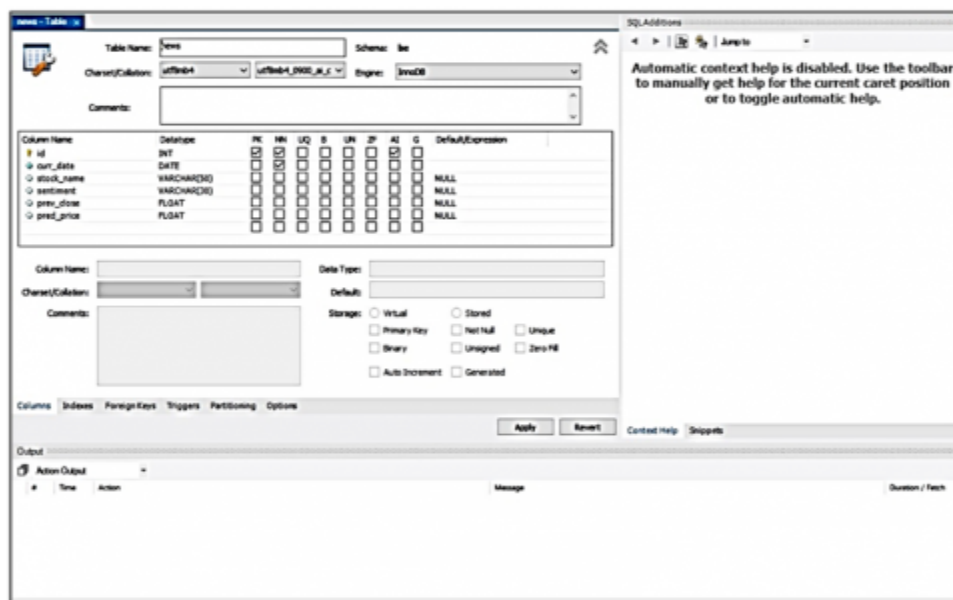 news - Table
Table Name: news Schema: live
Charset/Collation: utf8mb4 utf8mb4_0900_ai_c Engine: InnoDB
Comments:
Column Name Datatype PK NN UQ B UN ZF AI G Default/Expression
id INT
curr_date DATE
stock_name VARCHAR(50) NULL
sentiment VARCHAR(30) NULL
prev_close FLOAT NULL
pred_price FLOAT NULL
Column Name: Data Type:
Charset/Collation: Default:
Comments: Storage: Virtual Stored
Primary Key Not Null Unique
Binary Unsigned Zero Fill
Auto Increment Generated
Columns Indexes Foreign Keys Triggers Partitioning Options
Apply Revert
SQLAdditions
Jump to
Automatic context help is disabled. Use the toolbar
to manually get help for the current caret position
or to toggle automatic help.
Context Help Snippets
Output
Action Output
# Time Action Message Duration / Fetch